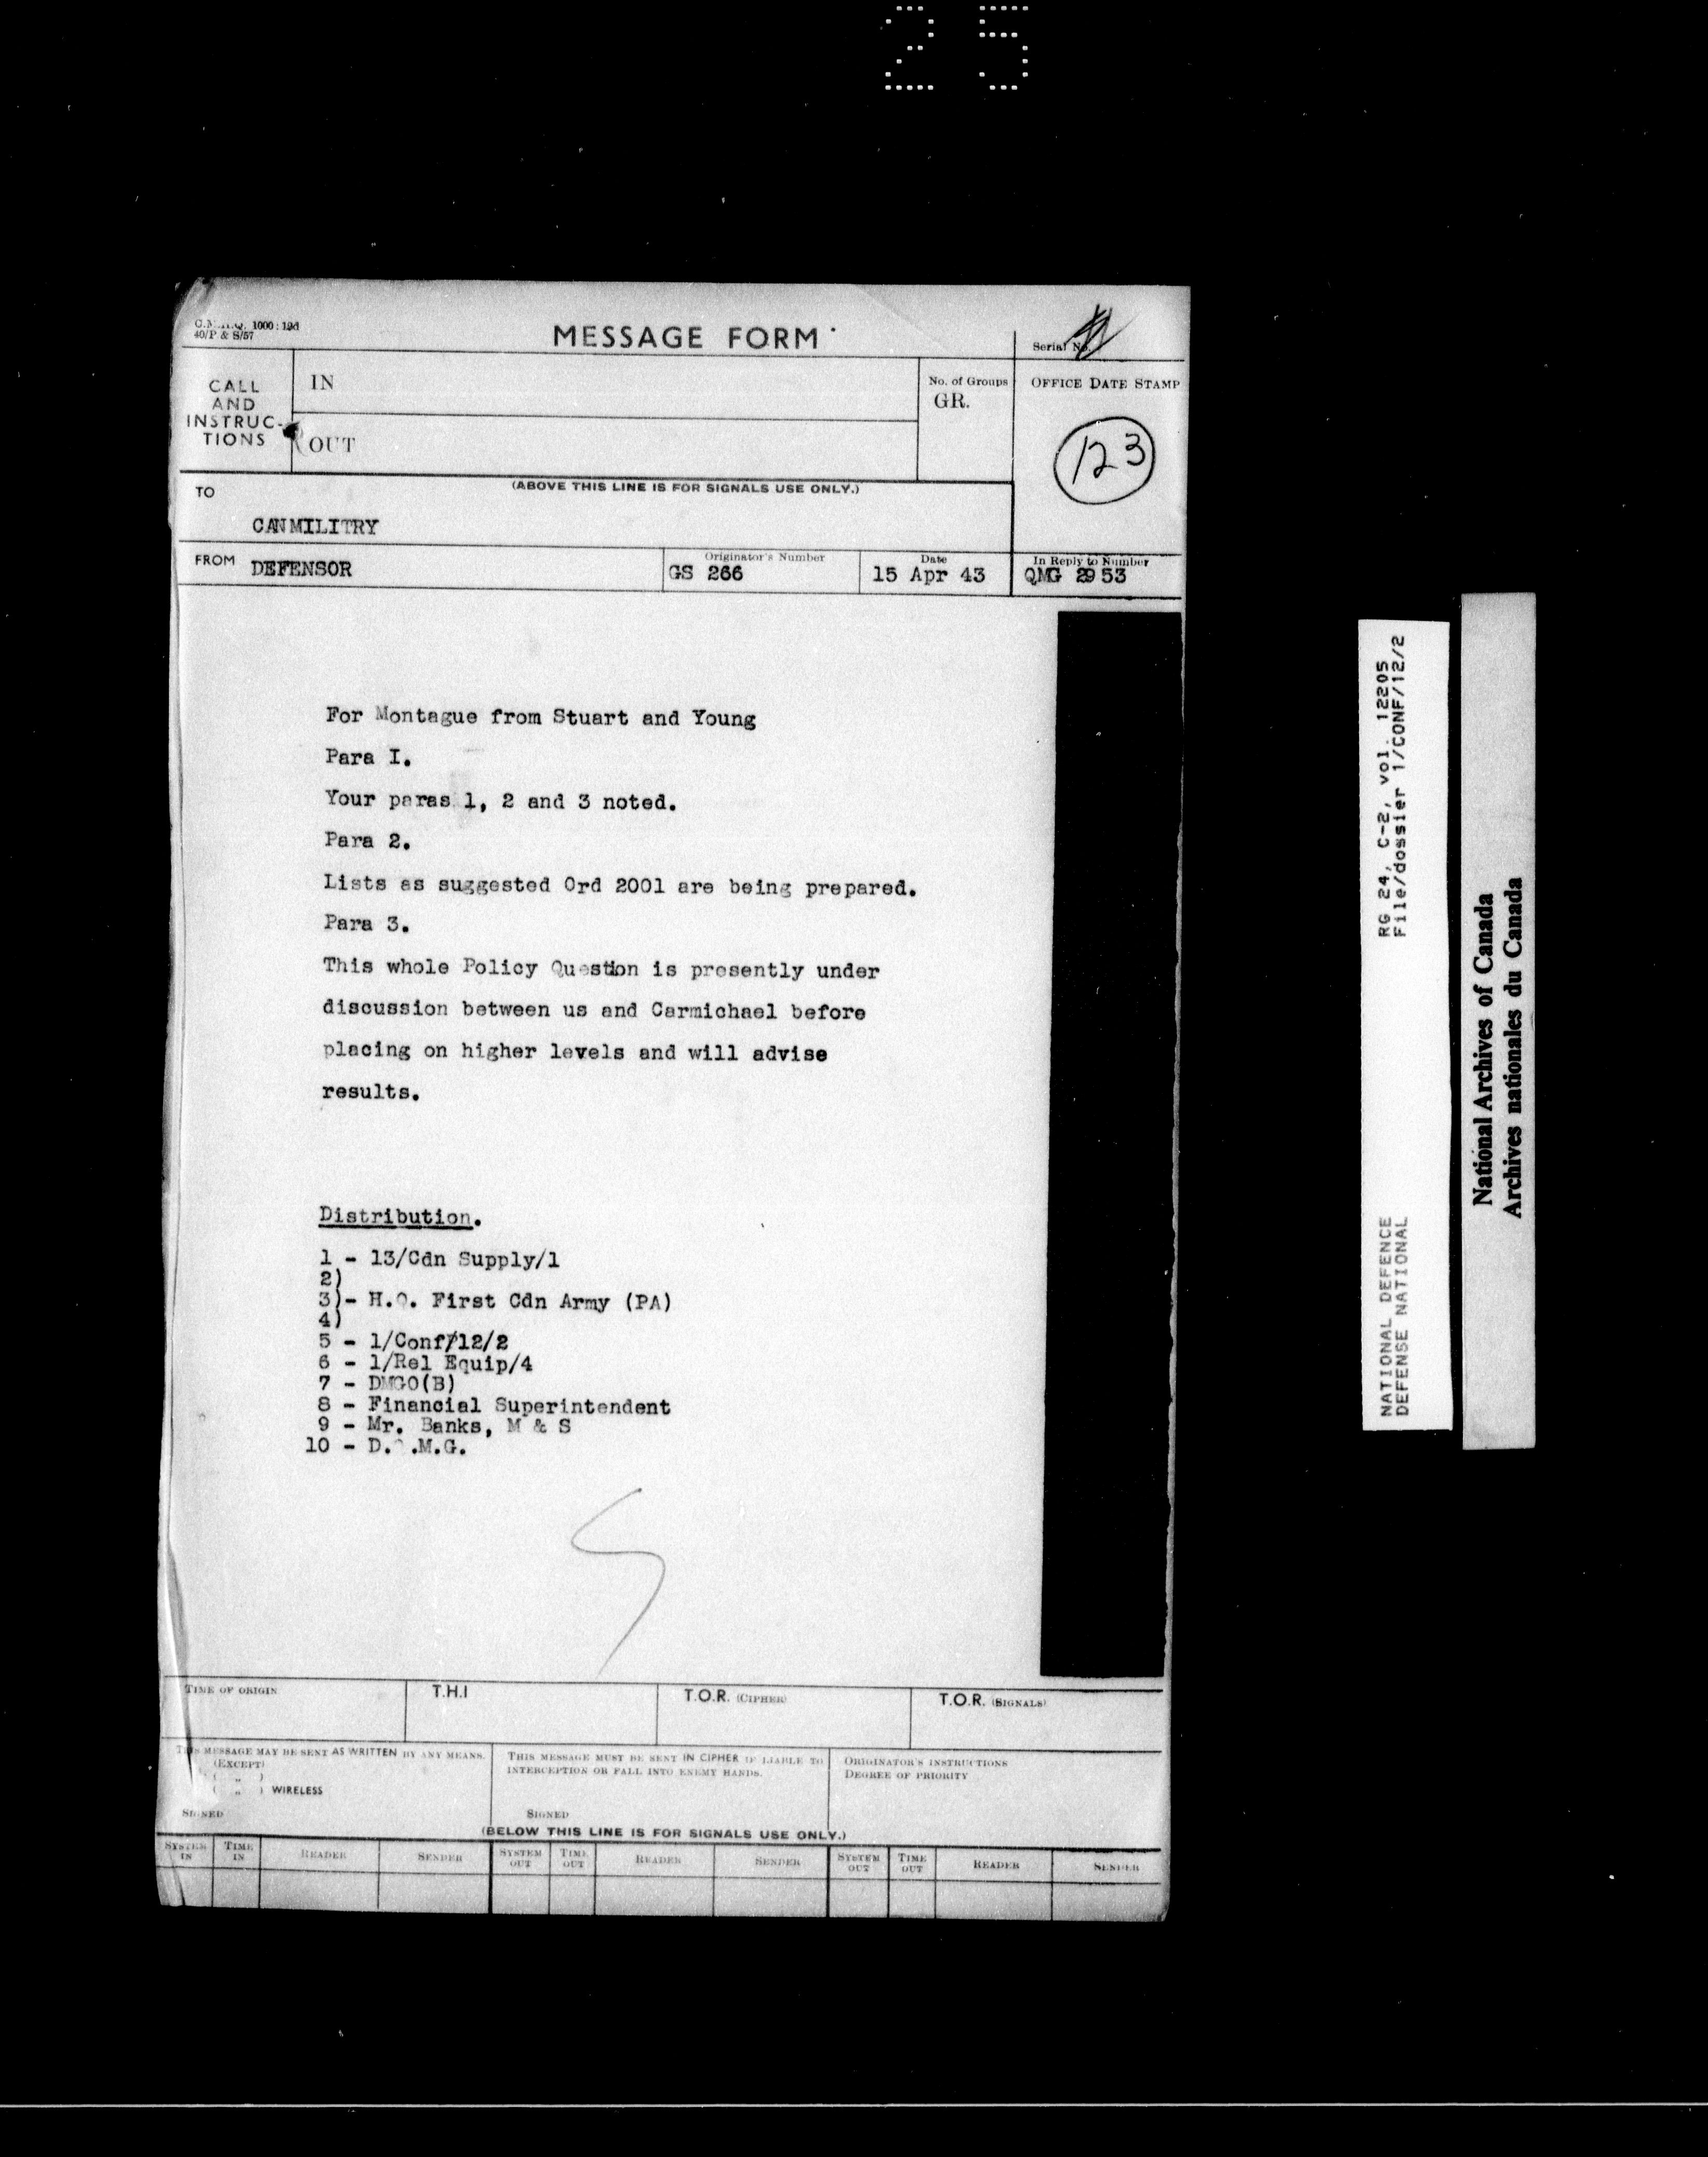 25
C.M.H.Q. 1000:12d
40/P & S/57
MESSAGE FORM
Serial No.
CALL
AND
INSTRUC-
TIONS
IN
OUT
No. of Groups
GR.
OFFICE DATE STAMP
123
(ABOVE THIS LINE IS FOR SIGNALS USE ONLY.)
TO
CANMILITRY
FROM DEFENSOR
Originator's Number
GS 266
Date
15 Apr 43
In Reply to Number
QMG 2953
For Montague from Stuart and Young
Para I.
Your paras 1, 2 and 3 noted.
Para 2.
Lists as suggested Ord 2001 are being prepared.
Para 3.
This whole Policy Question is presently under
discussion between us and Carmichael before
placing on higher levels and will advise
results.
Distribution.
1 - 13/Cdn Supply/1
2)
3)- H.Q. First Cdn Army (PA)
4)
5 - 1/Conf/12/2
6 - 1/Rel Equip/4
7 - DMGO(B)
8 - Financial Superintendent
9 - Mr. Banks, M & S
10 - D. .M.G.
TIME OF ORIGIN
T.H.I
T.O.R. (CIPHER)
T.O.R. (SIGNALS)
THIS MESSAGE MAY BE SENT AS WRITTEN BY ANY MEANS.
(EXCEPT)
( „ )
( „ ) WIRELESS
SIGNED
THIS MESSAGE MUST BE SENT IN CIPHER IF LIABLE TO
INTERCEPTION OR FALL INTO ENEMY HANDS.
SIGNED
ORIGINATOR'S INSTRUCTIONS
DEGREE OF PRIORITY
(BELOW THIS LINE IS FOR SIGNALS USE ONLY.)
SYSTEM IN
TIME IN
READER
SENDER
SYSTEM OUT
TIME OUT
READER
SENDER
SYSTEM OUT
TIME OUT
READER
SENDER
RG 24, C-2, vol. 12205
File/dossier 1/CONF/12/2
NATIONAL DEFENCE
DEFENSE NATIONAL
National Archives of Canada
Archives nationales du Canada